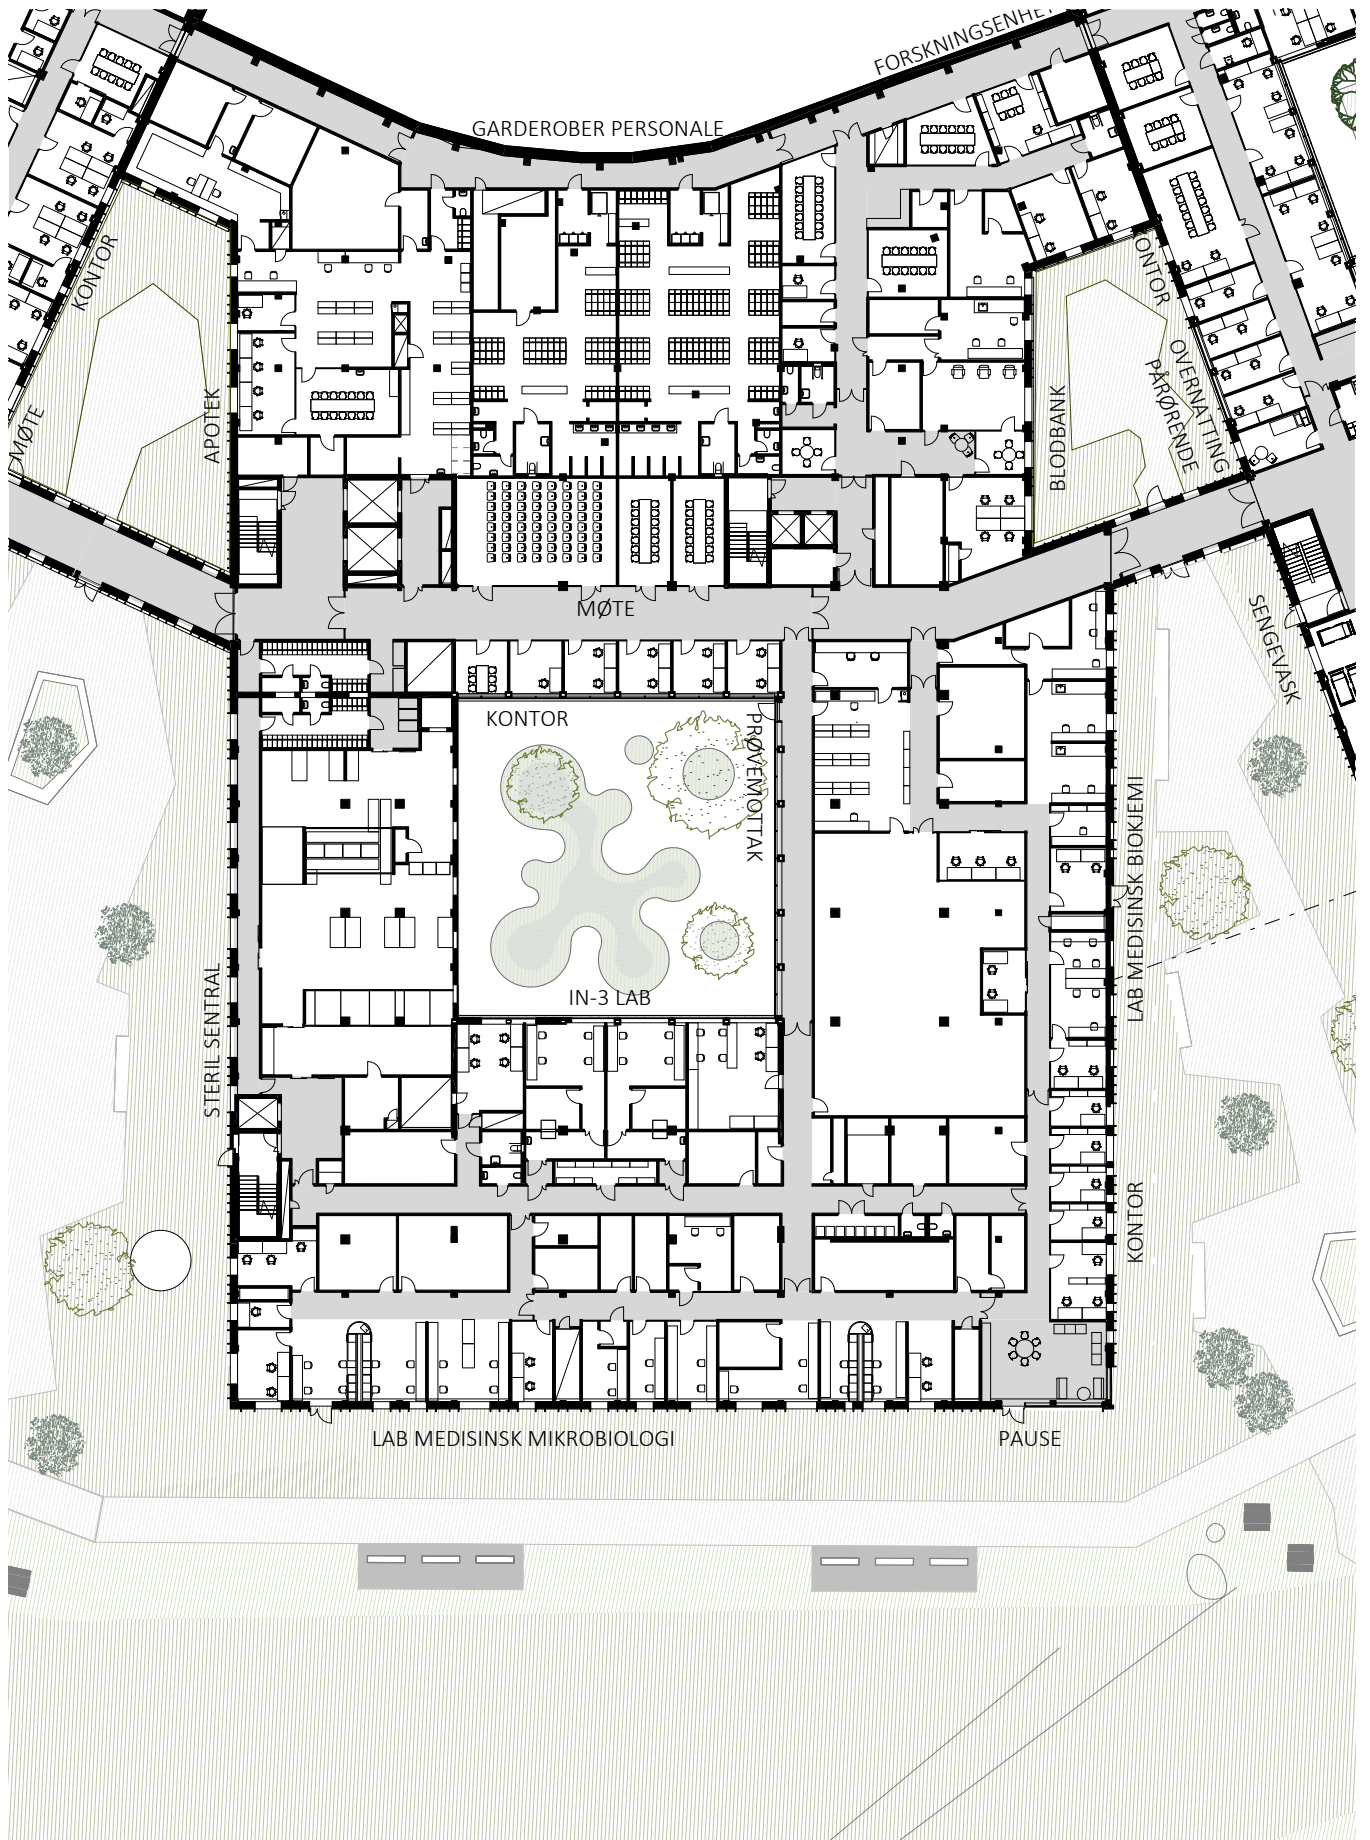 FORSKNINGSENHET
GARDEROBER PERSONALE
KONTOR
KONTOR
MØTE
APOTEK
BLODBANK
OVERNATTING
PÅRØRENDE
MØTE
SENGEVASK
KONTOR
PRØVEMOTTAK
LAB MEDISINSK BIOKJEMI
IN-3 LAB
STERIL SENTRAL
KONTOR
LAB MEDISINSK MIKROBIOLOGI
PAUSE